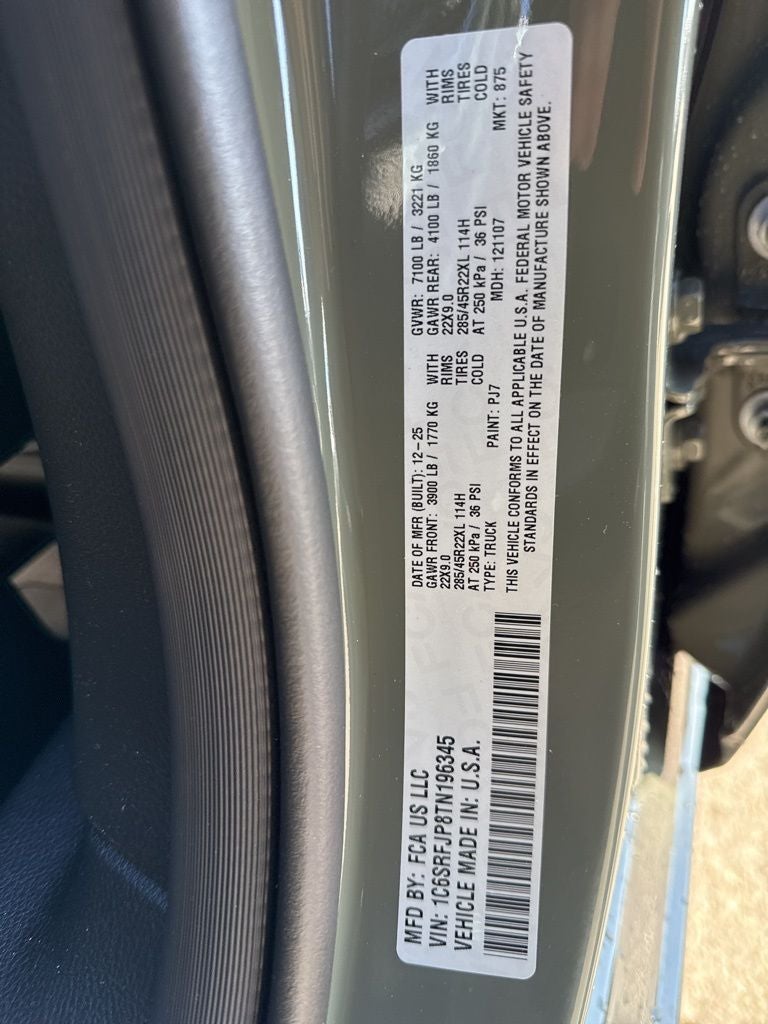 MFD BY: FCA US LLC
VIN: 1C6SRFJP8TN196345
VEHICLE MADE IN: U.S.A.
DATE OF MFR (BUILT): 12-25
GAWR FRONT: 3900 LB / 1770 KG WITH
22X9.0 RIMS
285/45R22XL 114H TIRES
AT 250 kPa / 36 PSI COLD
TYPE: TRUCK PAINT: PJ7
GVWR: 7100 LB / 3221 KG
GAWR REAR: 4100 LB / 1860 KG WITH
22X9.0 RIMS
285/45R22XL 114H TIRES
AT 250 kPa / 36 PSI COLD
MDH: 121107 MKT: 875
THIS VEHICLE CONFORMS TO ALL APPLICABLE U.S.A. FEDERAL MOTOR VEHICLE SAFETY
STANDARDS IN EFFECT ON THE DATE OF MANUFACTURE SHOWN ABOVE.